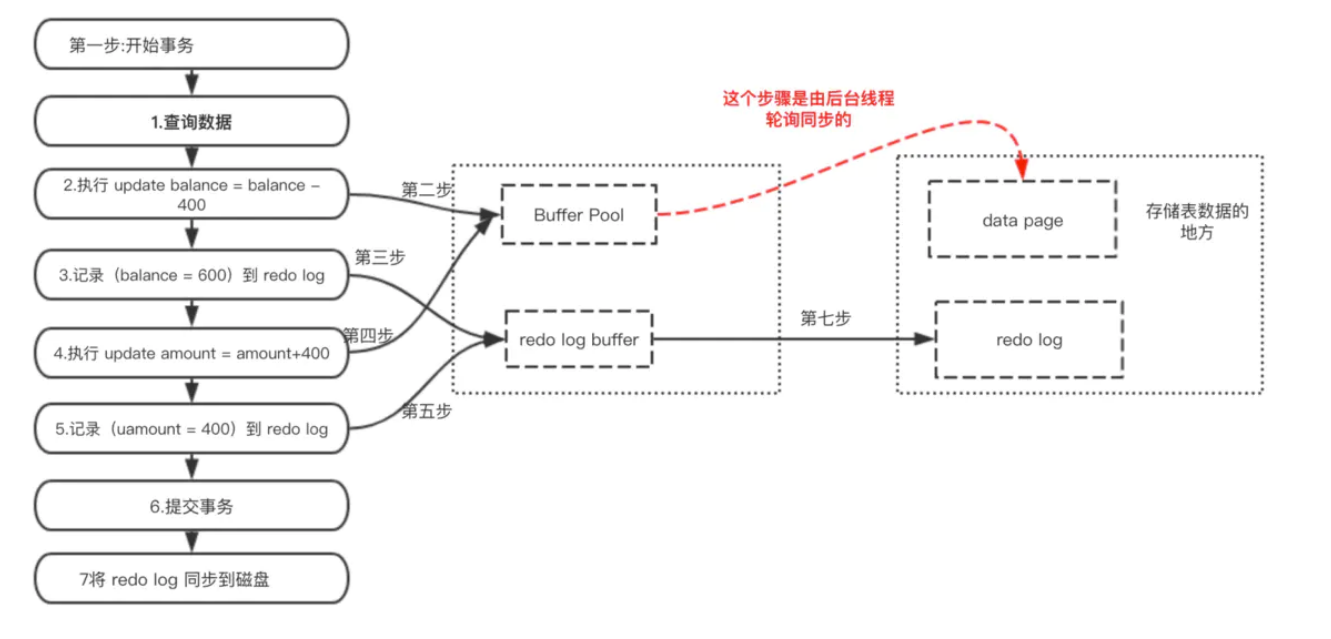 第一步:开始事务
1.查询数据
2.执行 update balance = balance –
400
3.记录（balance = 600）到 redo log
4.执行 update amount = amount+400
5.记录（uamount = 400）到 redo log
6.提交事务
7将 redo log 同步到磁盘
第二步
第三步
第四步
第五步
Buffer Pool
redo log buffer
第七步
这个步骤是由后台线程
轮询同步的
data page
redo log
存储表数据的
地方